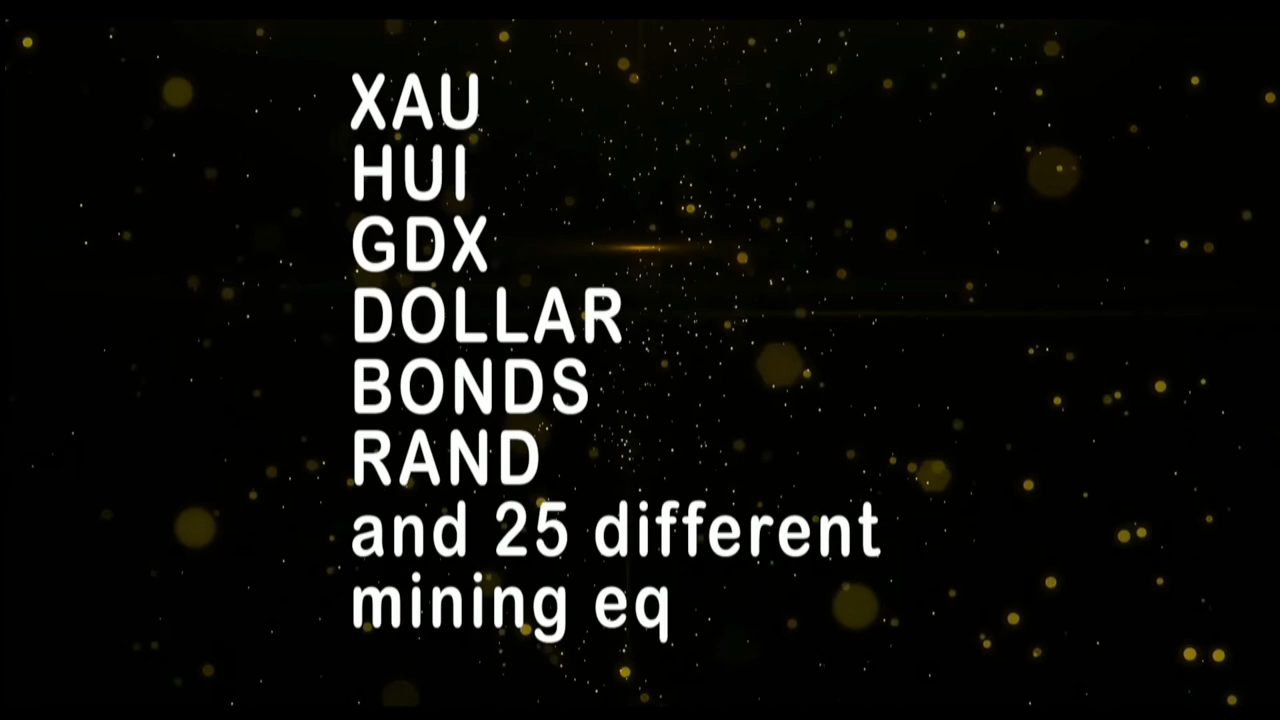 XAU
HUI
GDX
DOLLAR
BONDS
RAND
and 25 different
mining eq